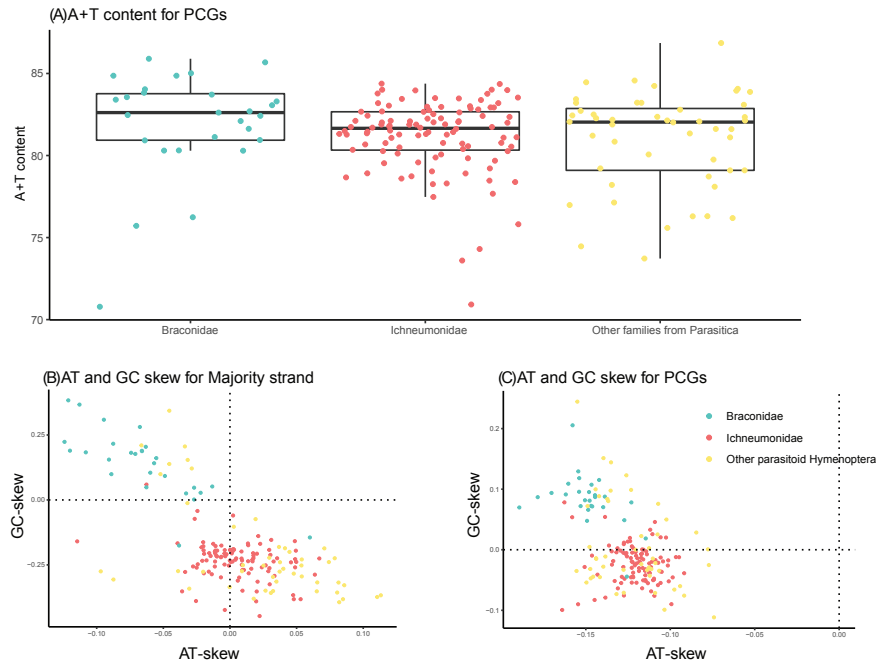 (A)A+T content for PCGs
A+T content
85
80
75
70
Braconidae
Ichneumonidae
Other families from Parasitica
(B)AT and GC skew for Majority strand
GC-skew
0.25
0.00
−0.25
−0.10
−0.05
0.00
0.05
0.10
AT-skew
(C)AT and GC skew for PCGs
Braconidae
Ichneumonidae
Other parasitoid Hymenoptera
GC-skew
0.2
0.1
0.0
−0.1
−0.15
−0.10
−0.05
0.00
AT-skew